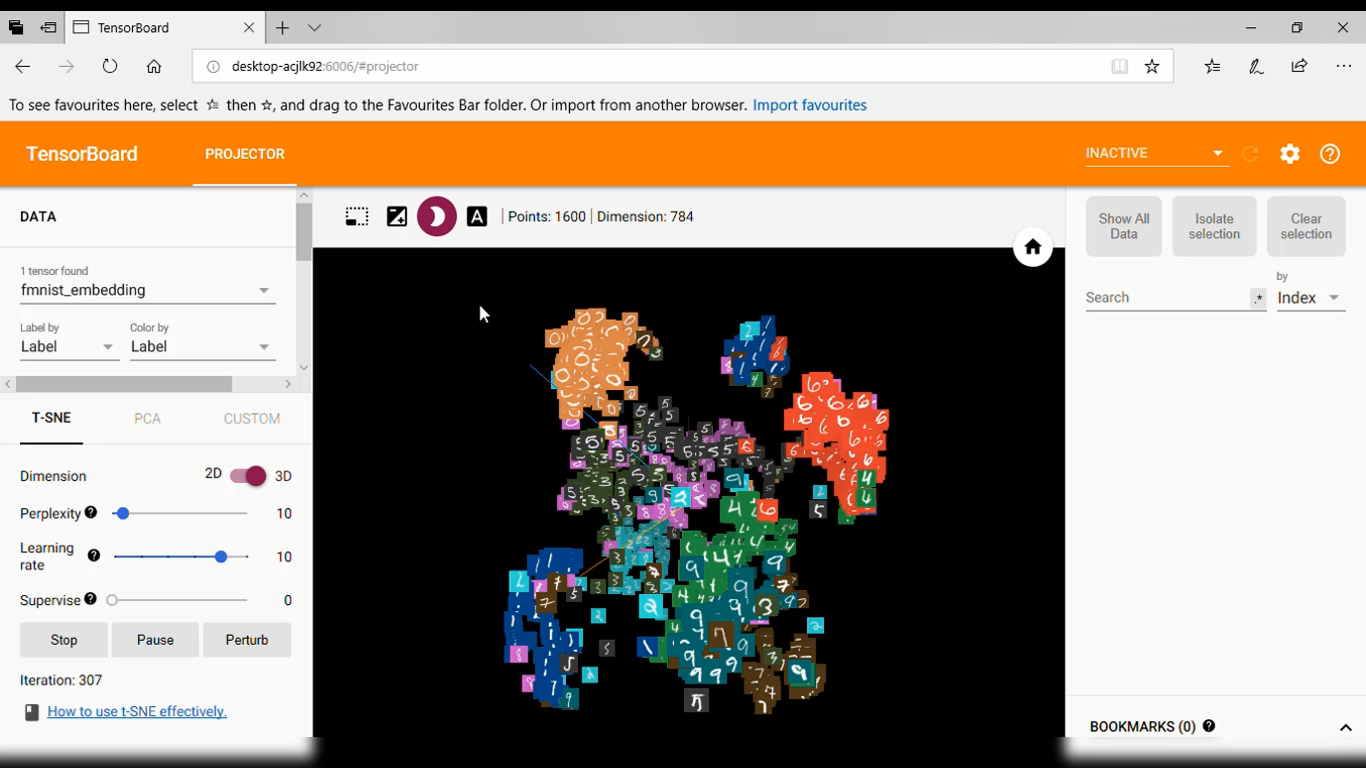 TensorBoard
desktop-acjlk92:6006/#projector
To see favourites here, select then , and drag to the Favourites Bar folder. Or import from another browser. Import favourites
TensorBoard PROJECTOR INACTIVE
DATA
Points: 1600 Dimension: 784
Show All Data
Isolate selection
Clear selection
1 tensor found
fmnist_embedding
by
Search .* Index
Label by Color by
Label Label
T-SNE PCA CUSTOM
Dimension 2D 3D
Perplexity 10
Learning rate 10
Supervise 0
Stop Pause Perturb
Iteration: 307
How to use t-SNE effectively.
BOOKMARKS (0)